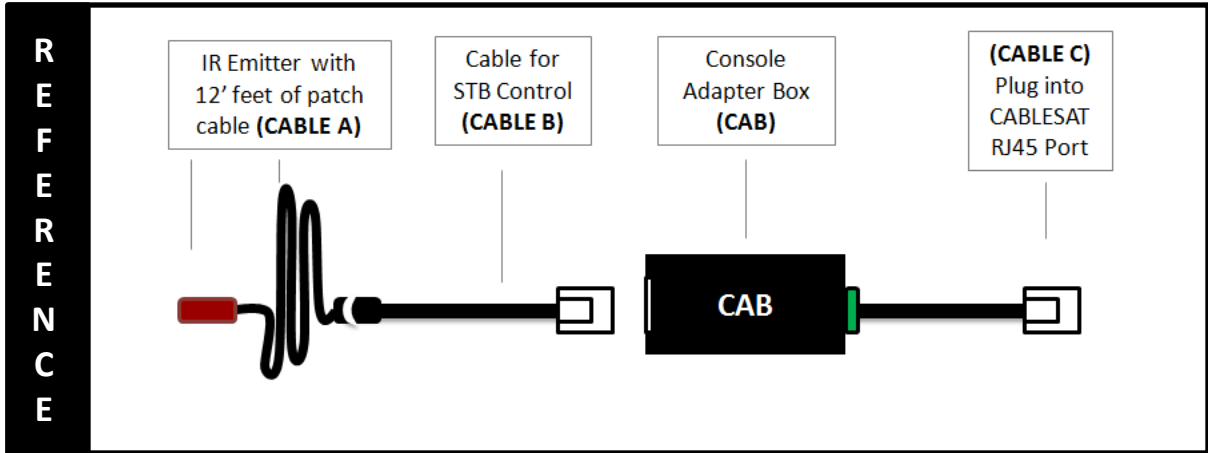 REFERENCE
IR Emitter with
12’ feet of patch
cable (CABLE A)
Cable for
STB Control
(CABLE B)
Console
Adapter Box
(CAB)
(CABLE C)
Plug into
CABLESAT
RJ45 Port
CAB